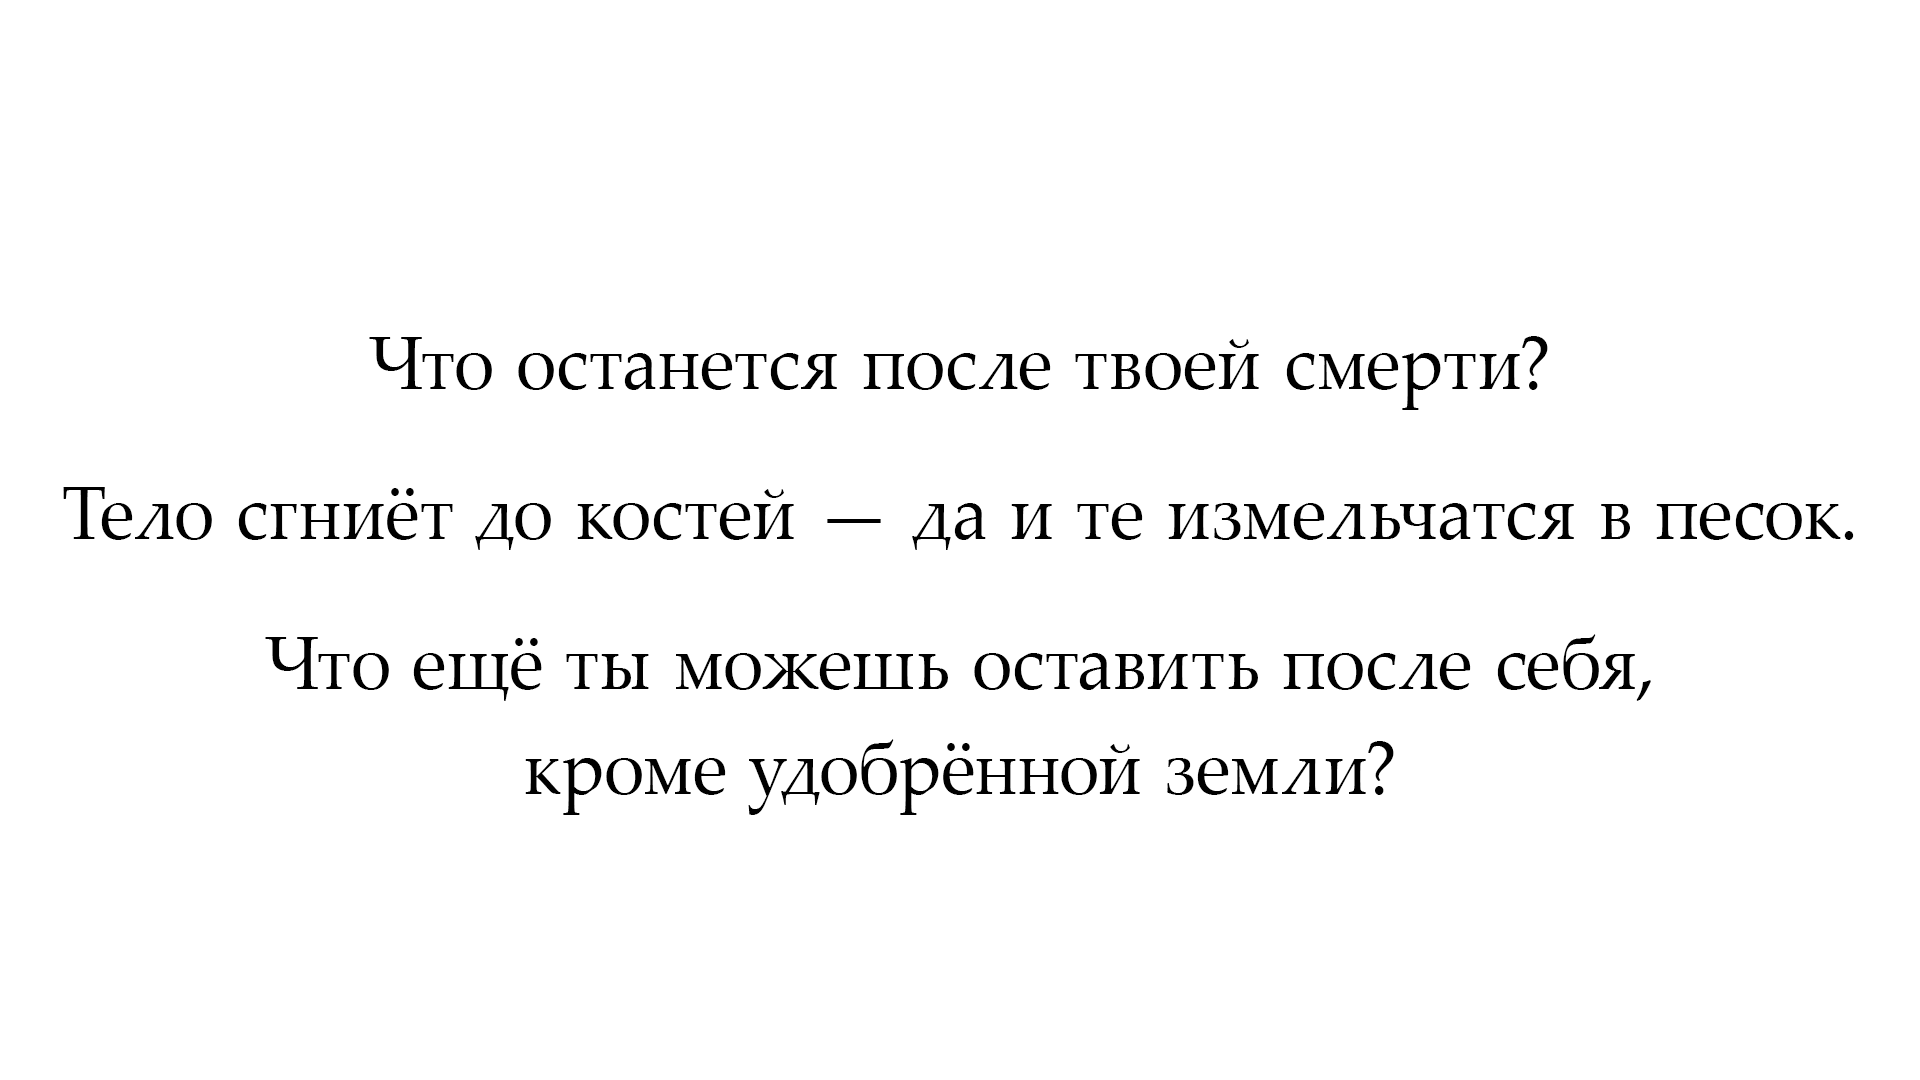 Что останется после твоей смерти?
Тело сгниёт до костей — да и те измельчатся в песок.
Что ещё ты можешь оставить после себя,
кроме удобрённой земли?